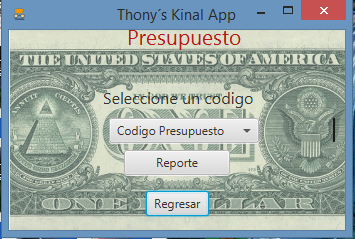 Thony´s Kinal App
Presupuesto
THE UNITED STATES OF AMERICA
Seleccione un codigo
Codigo Presupuesto
Reporte
ONE DOLLAR
Regresar